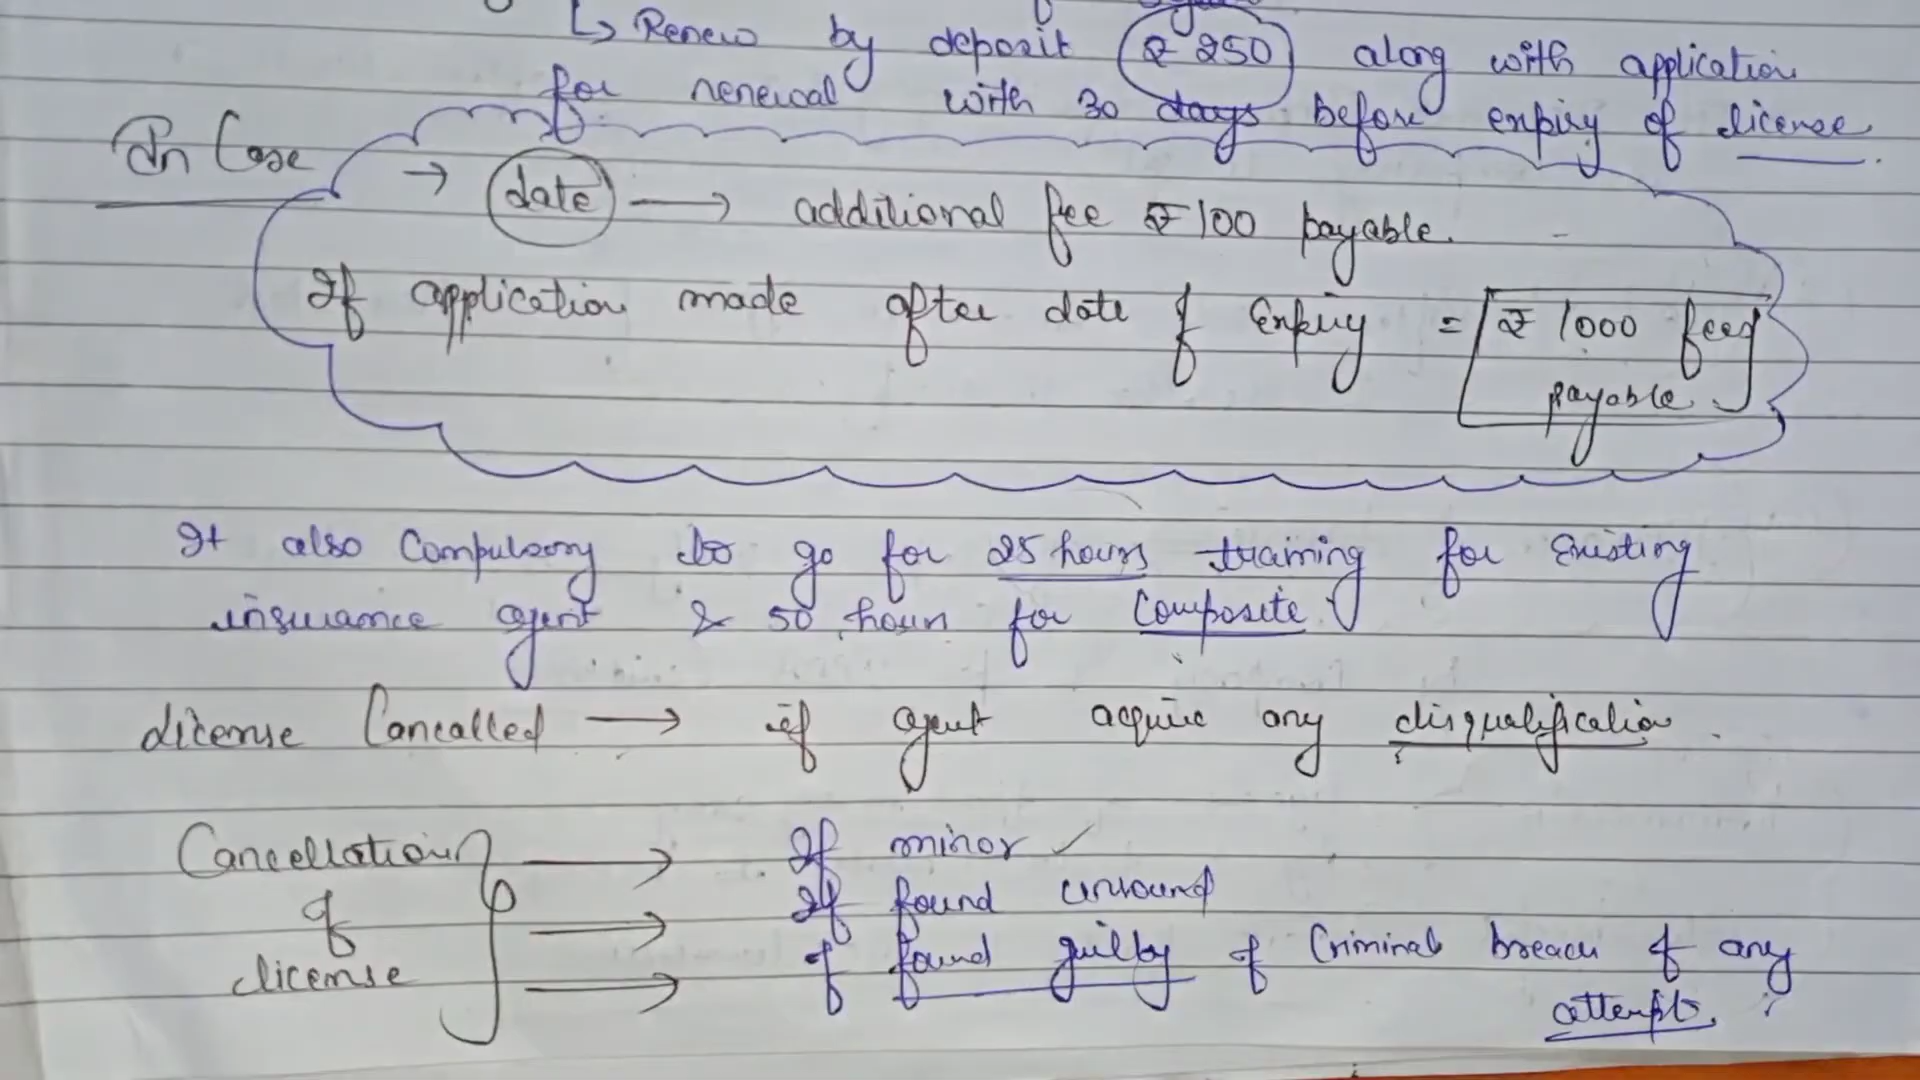 ↳ Renew by deposit ₹ 250 along with application
for renewal with 30 days before expiry of license.
In Case → date → additional fee ₹ 100 payable.
If application made after date of Expiry = ₹ 1000 fees
payable.
It also Compulsory to go for 25 hours training for Existing
insurance agent & 50 hours for Composite.
license Cancalled → if agent acquire any disqualification.
Cancellation → If minor ✓
of → If found unsound
license → if found guilty of Criminal breach of any
attempts.